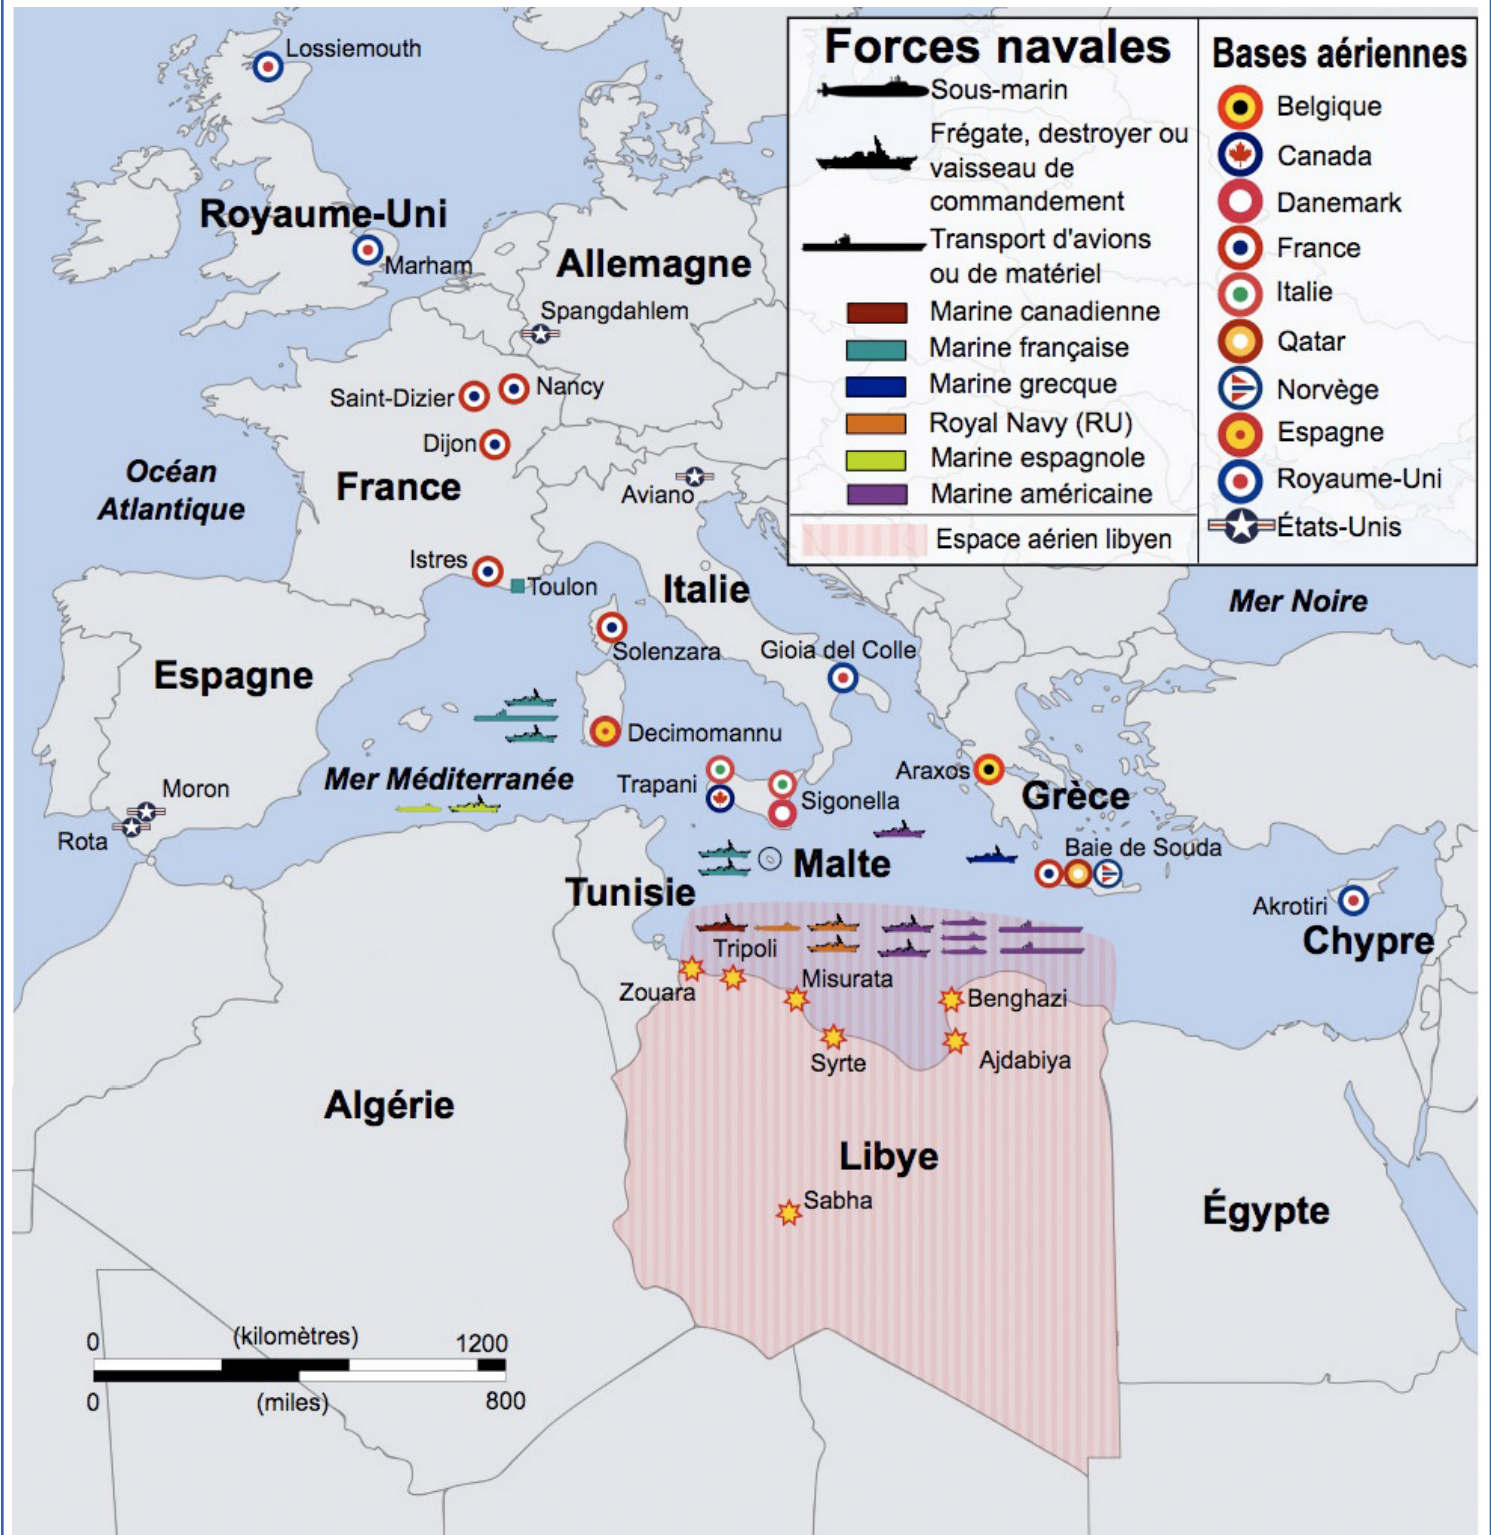 Forces navales
Sous-marin
Frégate, destroyer ou
vaisseau de
commandement
Transport d'avions
ou de matériel
Marine canadienne
Marine française
Marine grecque
Royal Navy (RU)
Marine espagnole
Marine américaine
Espace aérien libyen
Bases aériennes
Belgique
Canada
Danemark
France
Italie
Qatar
Norvège
Espagne
Royaume-Uni
États-Unis
Lossiemouth
Royaume-Uni
Marham
Allemagne
Spangdahlem
Saint-Dizier
Nancy
Dijon
Océan
Atlantique
France
Aviano
Istres
Toulon
Italie
Mer Noire
Solenzara
Gioia del Colle
Espagne
Decimomannu
Mer Méditerranée
Trapani
Sigonella
Araxos
Grèce
Moron
Rota
Baie de Souda
Malte
Tunisie
Akrotiri
Chypre
Tripoli
Zouara
Misurata
Benghazi
Syrte
Ajdabiya
Algérie
Libye
Sabha
Égypte
0
(kilomètres)
1200
0
(miles)
800